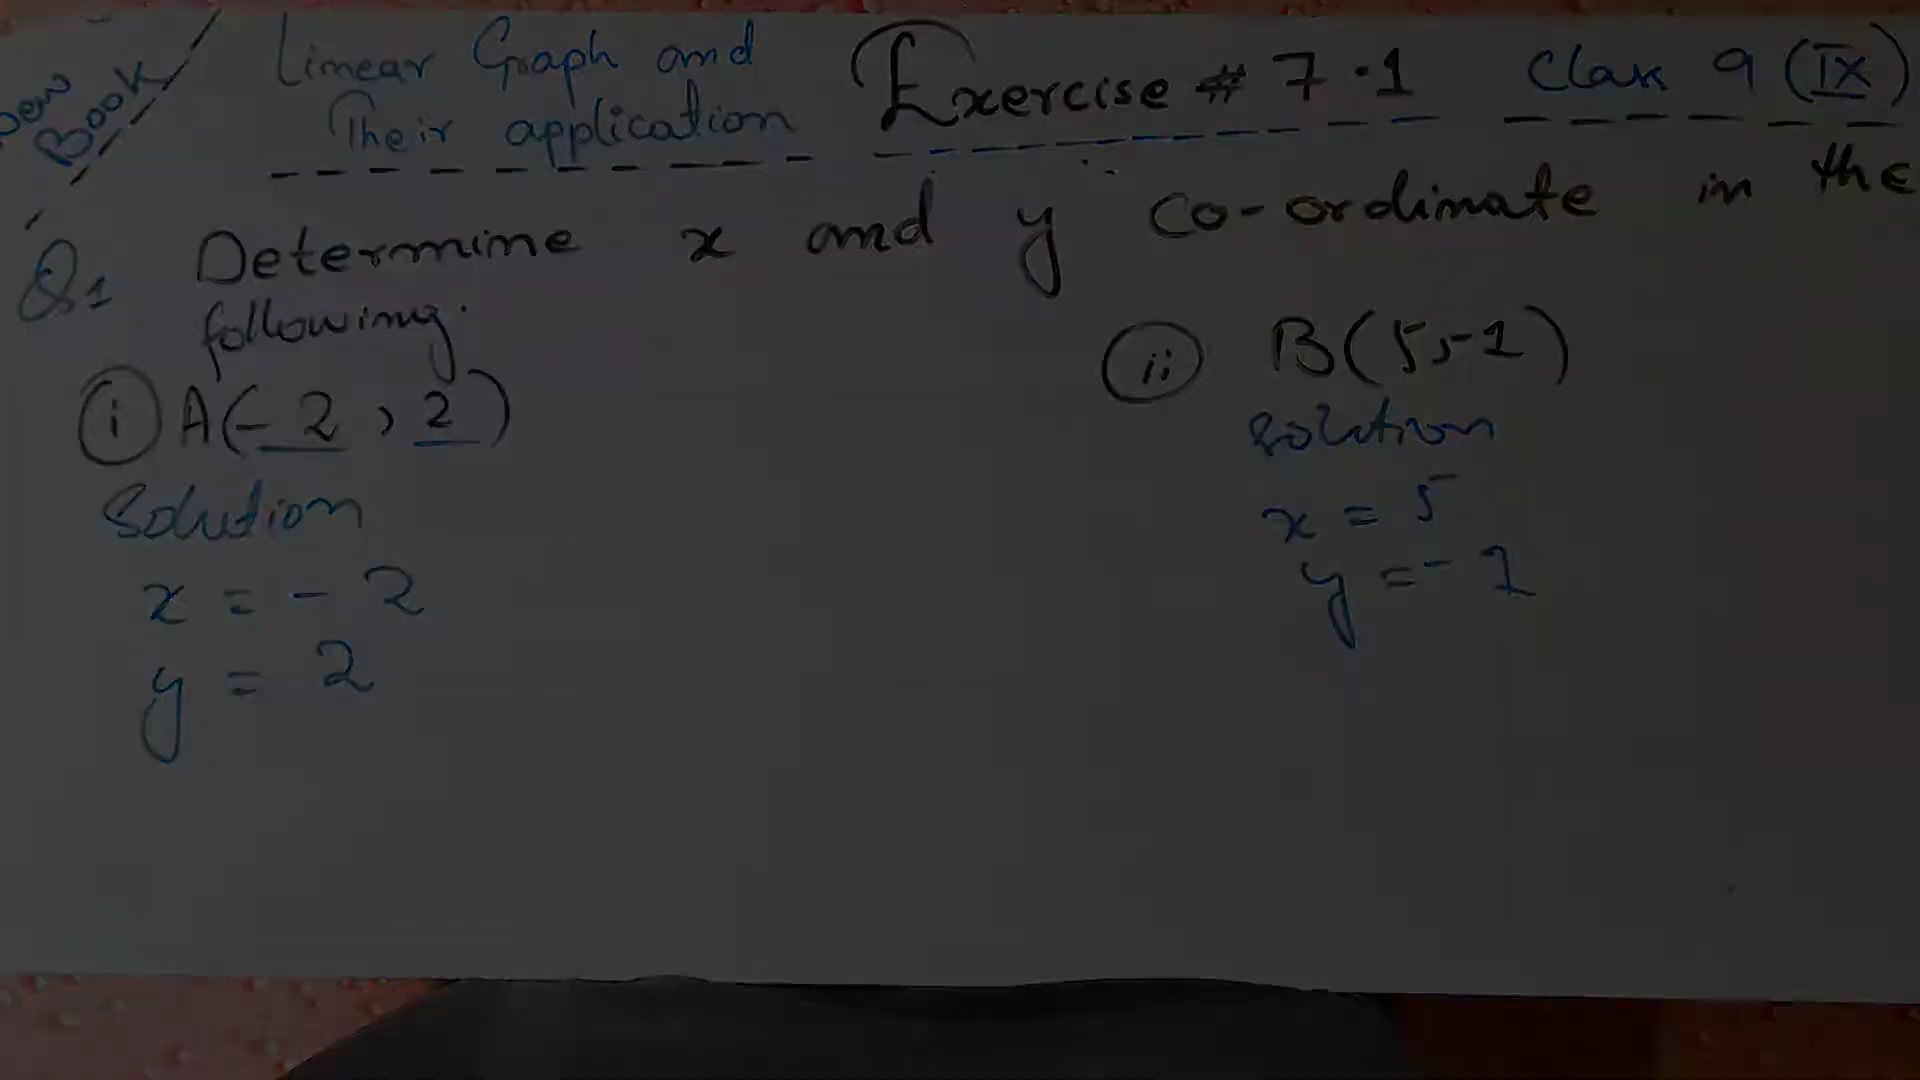 New Book
Linear Graph and Their application
Exercise # 7.1
Class 9 (IX)
Q1 Determine x and y co-ordinate in the
following.
(i) A(-2, 2)
Solution
x = -2
y = 2
(ii) B(5,-1)
Solution
x = 5
y = -1